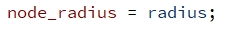 node_radius = radius;